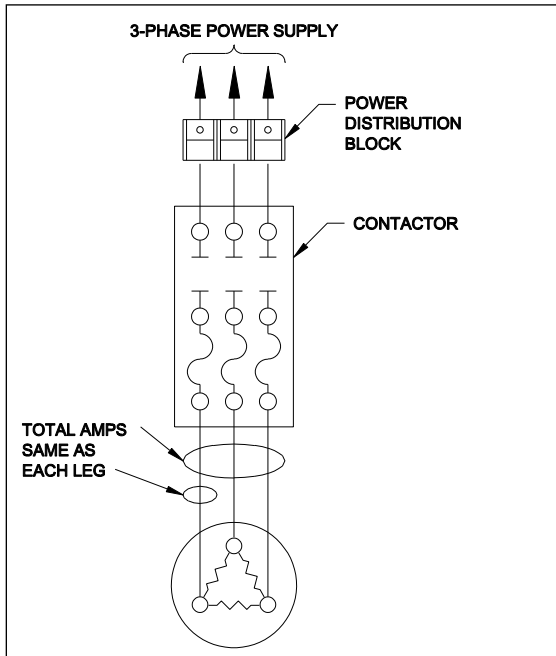 3-PHASE POWER SUPPLY
POWER
DISTRIBUTION
BLOCK
CONTACTOR
TOTAL AMPS
SAME AS
EACH LEG